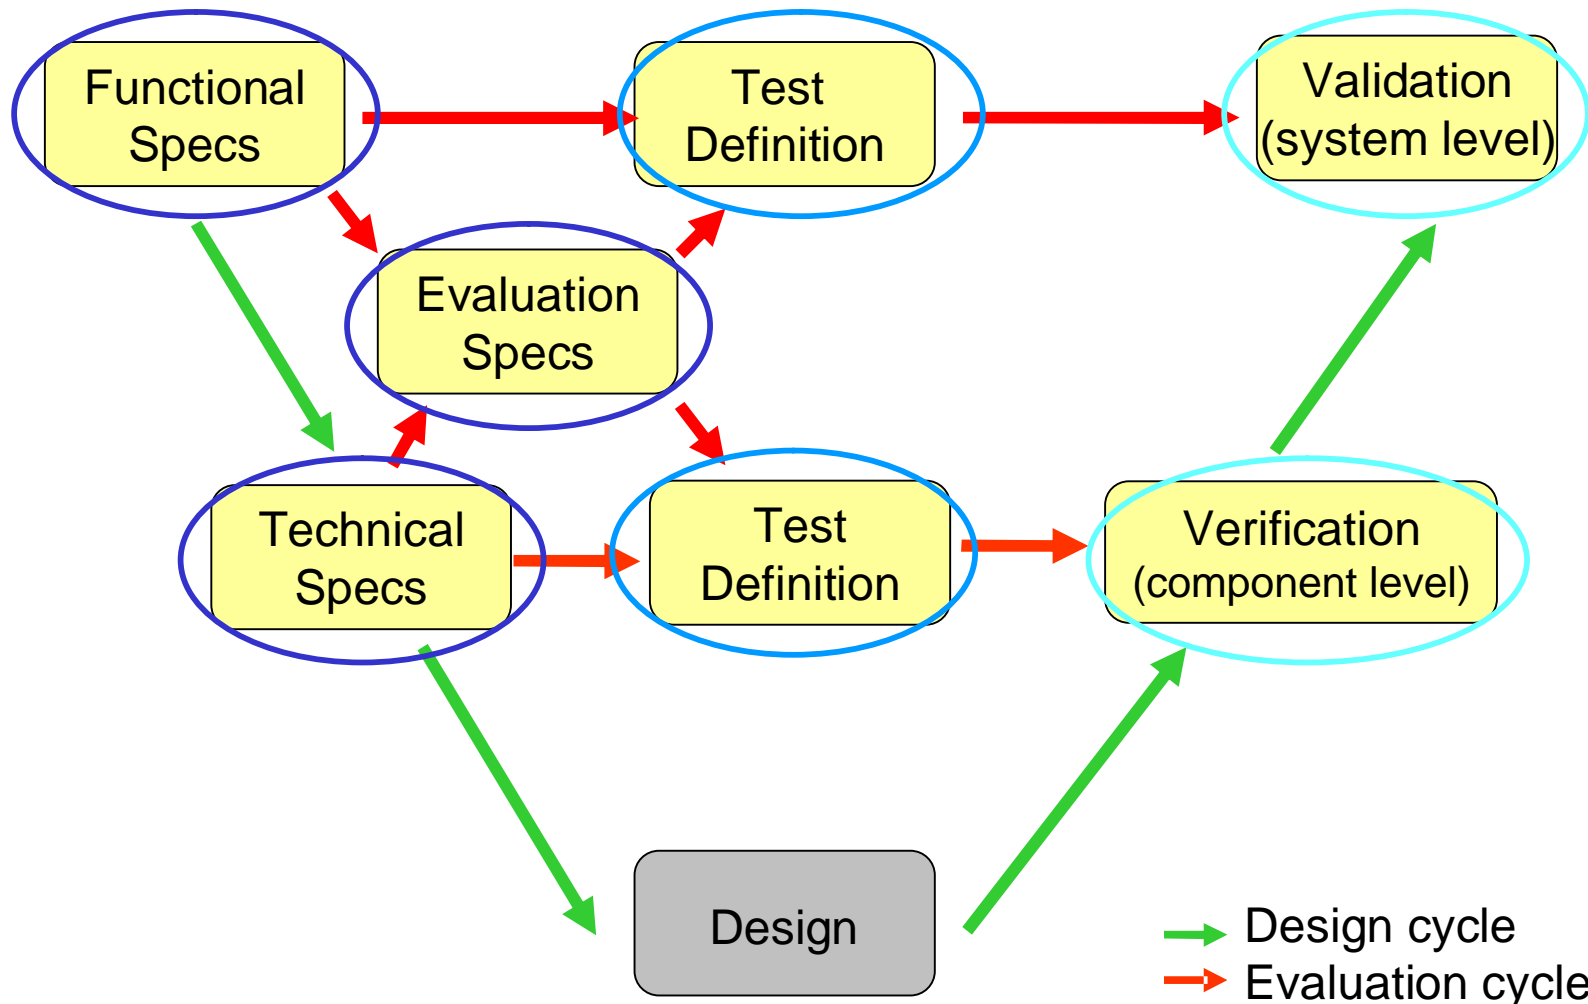 Functional
Specs
Test
Definition
Validation
(system level)
Evaluation
Specs
Technical
Specs
Test
Definition
Verification
(component level)
Design
Design cycle
Evaluation cycle